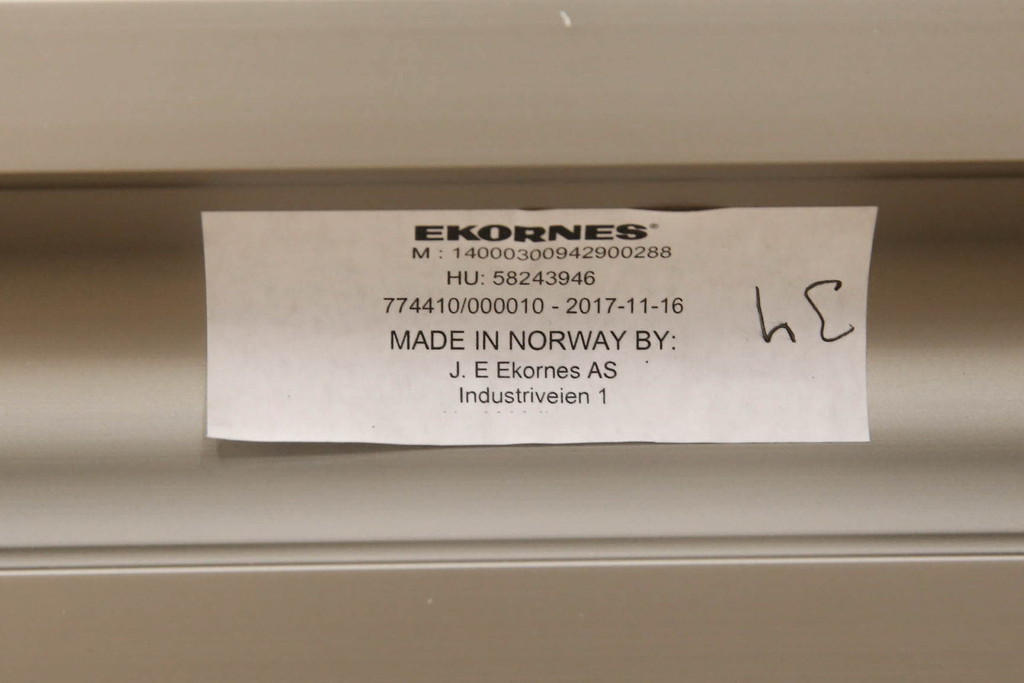 EKORNES®
M : 14000300942900288
HU: 58243946
774410/000010 - 2017-11-16
MADE IN NORWAY BY:
J. E Ekornes AS
Industriveien 1